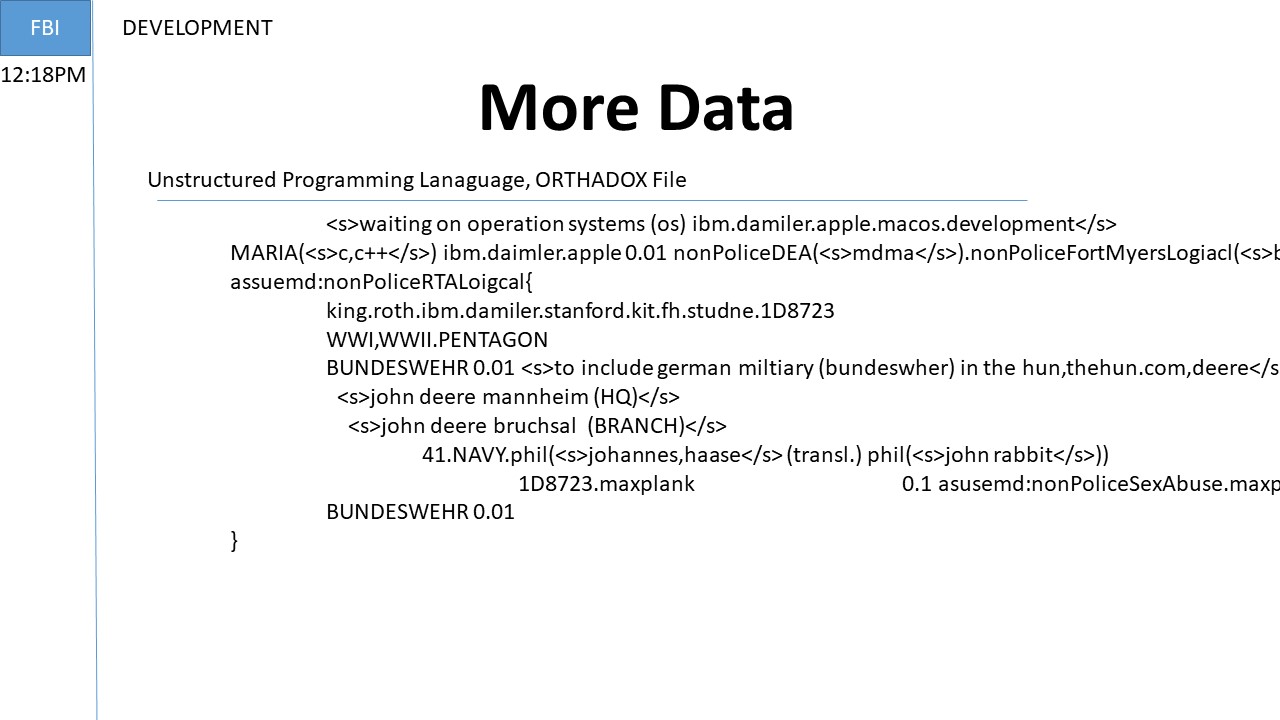 FBI
DEVELOPMENT
12:18PM
More Data
Unstructured Programming Lanaguage, ORTHADOX File
<s>waiting on operation systems (os) ibm.damiler.apple.macos.development</s>
MARIA(<s>c,c++</s>) ibm.daimler.apple 0.01 nonPoliceDEA(<s>mdma</s>).nonPoliceFortMyersLogiacl(<s>b
assuemd:nonPoliceRTALoigcal{
king.roth.ibm.damiler.stanford.kit.fh.studne.1D8723
WWI,WWII.PENTAGON
BUNDESWEHR 0.01 <s>to include german miltiary (bundeswher) in the hun,thehun.com,deere</s
<s>john deere mannheim (HQ)</s>
<s>john deere bruchsal (BRANCH)</s>
41.NAVY.phil(<s>johannes,haase</s> (transl.) phil(<s>john rabbit</s>))
1D8723.maxplank 0.1 asusemd:nonPoliceSexAbuse.maxp
BUNDESWEHR 0.01
}